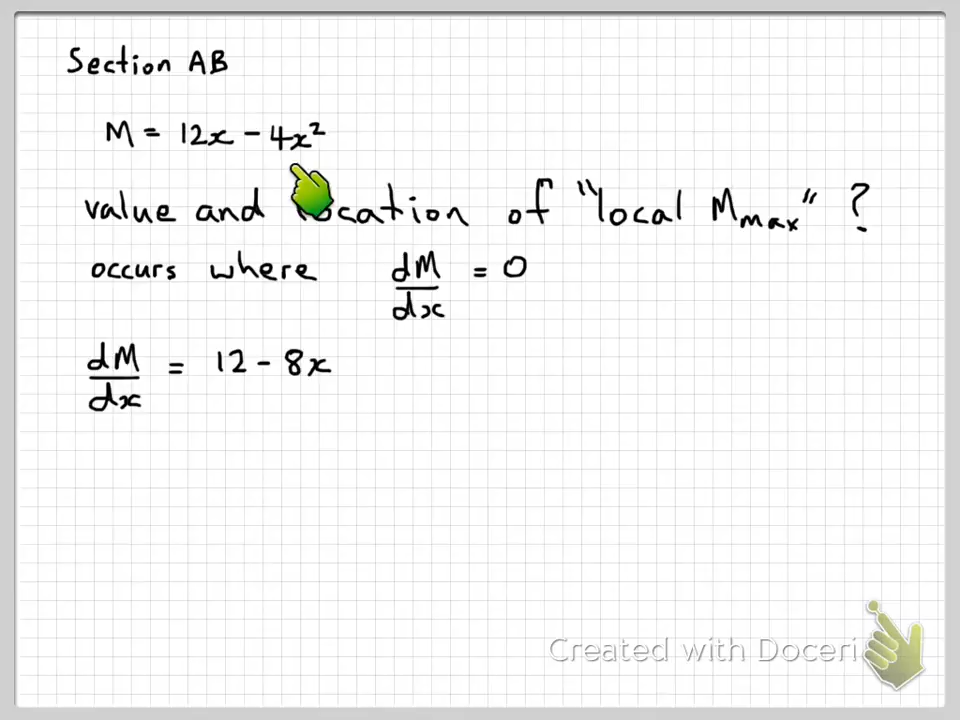 Section AB
M = 12x - 4x²
value and location of "local Mmax" ?
occurs where dM/dx = 0
dM/dx = 12 - 8x
Created with Doceri